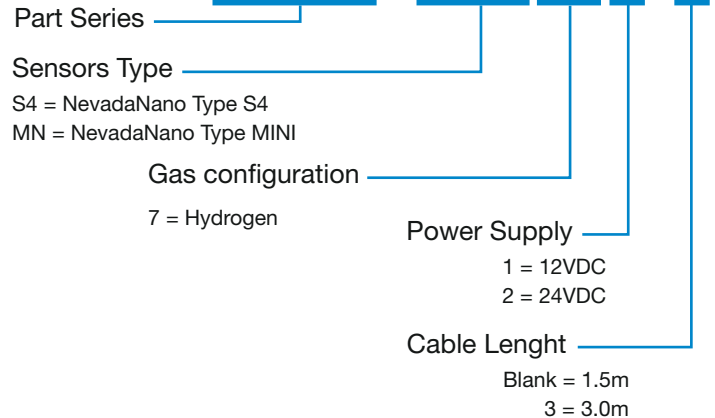 Part Series
Sensors Type
S4 = NevadaNano Type S4
MN = NevadaNano Type MINI
Gas configuration
7 = Hydrogen
Power Supply
1 = 12VDC
2 = 24VDC
Cable Lenght
Blank = 1.5m
3 = 3.0m